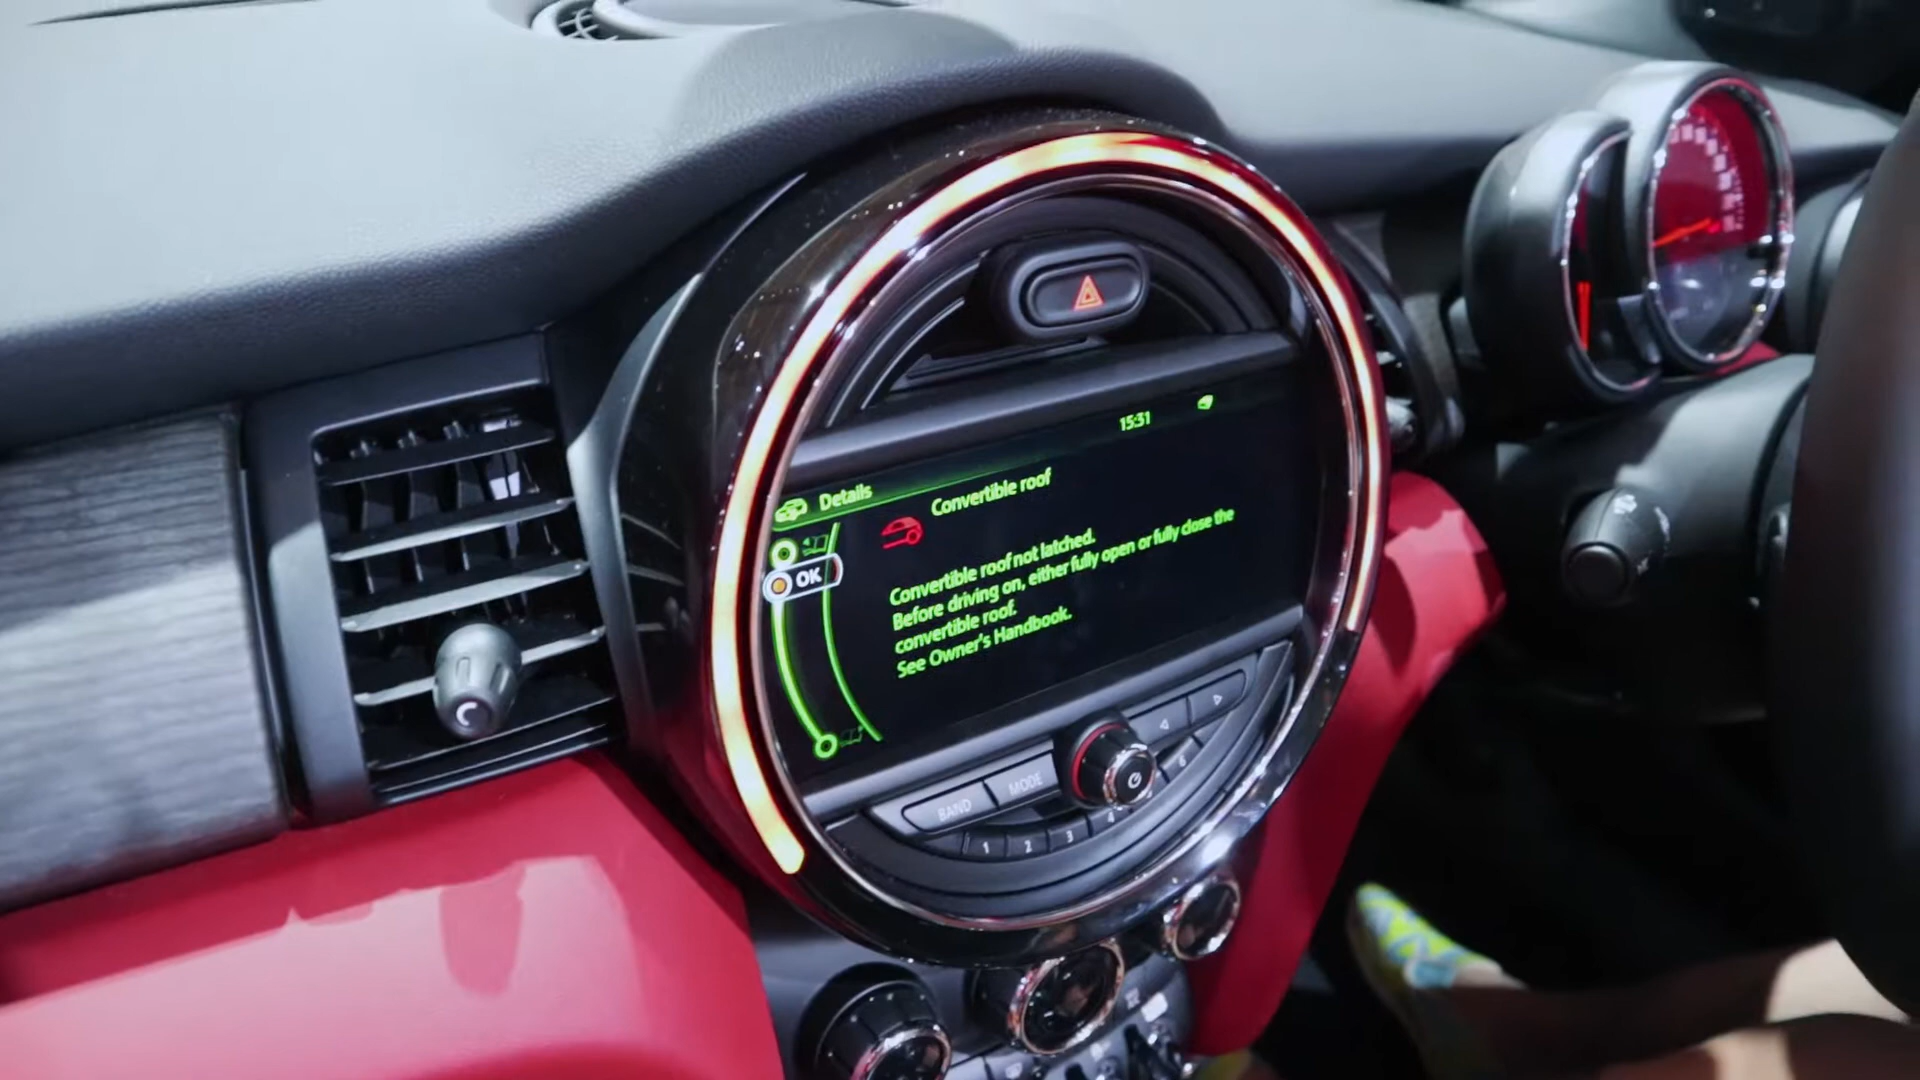 15:31
Details
Convertible roof
OK
Convertible roof not latched.
Before driving on, either fully open or fully close the
convertible roof.
See Owner's Handbook.
BAND
MODE
1
2
3
4
6